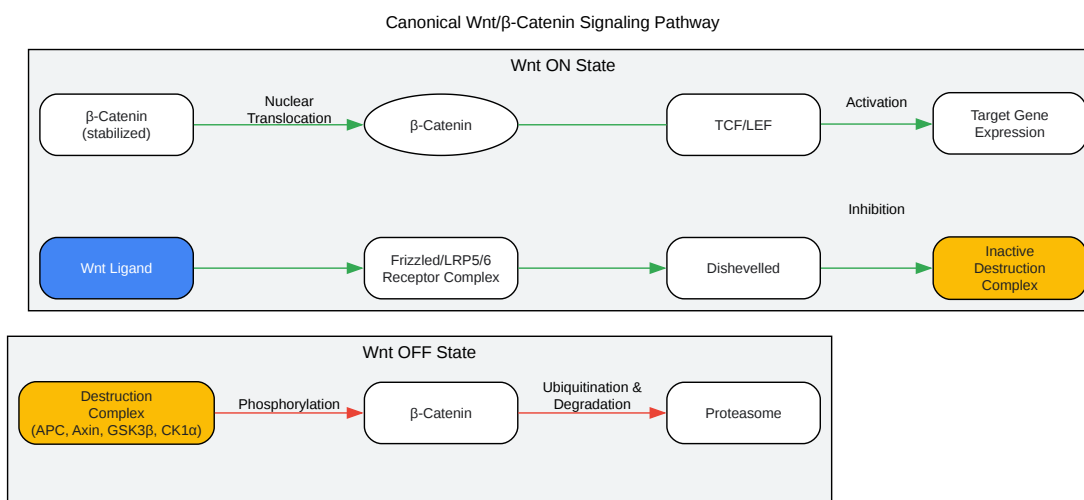 Canonical Wnt/β-Catenin Signaling Pathway
Wnt ON State
β-Catenin
(stabilized)
Nuclear
Translocation
β-Catenin
TCF/LEF
Activation
Target Gene
Expression
Inhibition
Wnt Ligand
Frizzled/LRP5/6
Receptor Complex
Dishevelled
Inactive
Destruction
Complex
Wnt OFF State
Destruction
Complex
(APC, Axin, GSK3β, CK1α)
Phosphorylation
β-Catenin
Ubiquitination &
Degradation
Proteasome